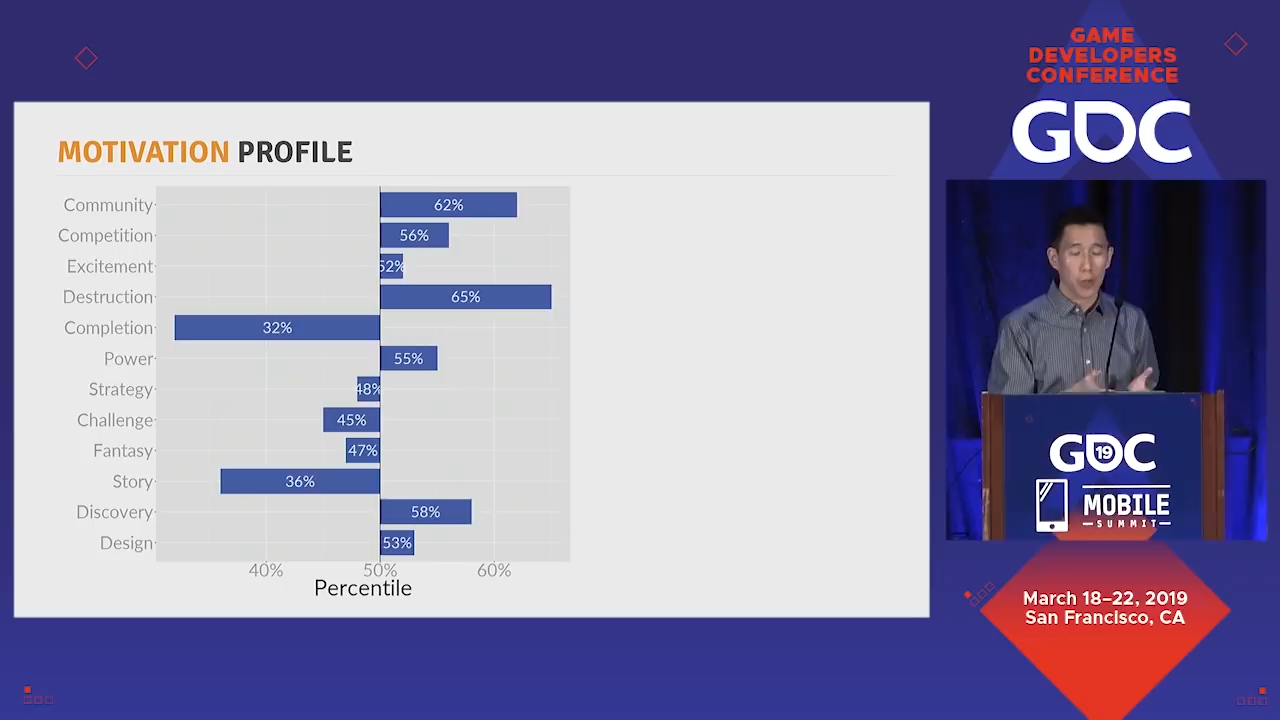 GAME
DEVELOPERS
CONFERENCE
GDC
MOTIVATION PROFILE
Community 62%
Competition 56%
Excitement 52%
Destruction 65%
Completion 32%
Power 55%
Strategy 48%
Challenge 45%
Fantasy 47%
Story 36%
Discovery 58%
Design 53%
40% 50% 60%
Percentile
GDC
19
MOBILE
SUMMIT
March 18–22, 2019
San Francisco, CA